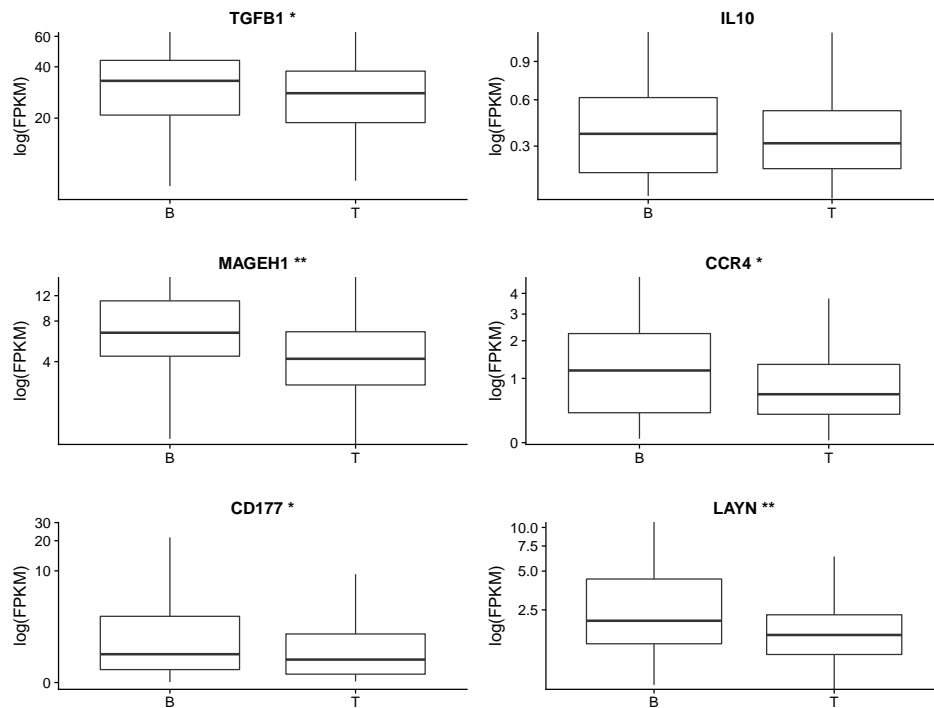 TGFB1 *
log(FPKM)
60
40
20
B T
IL10
log(FPKM)
0.9
0.6
0.3
B T
MAGEH1 **
log(FPKM)
12
8
4
B T
CCR4 *
log(FPKM)
4
3
2
1
0
B T
CD177 *
log(FPKM)
30
20
10
0
B T
LAYN **
log(FPKM)
10.0
7.5
5.0
2.5
B T